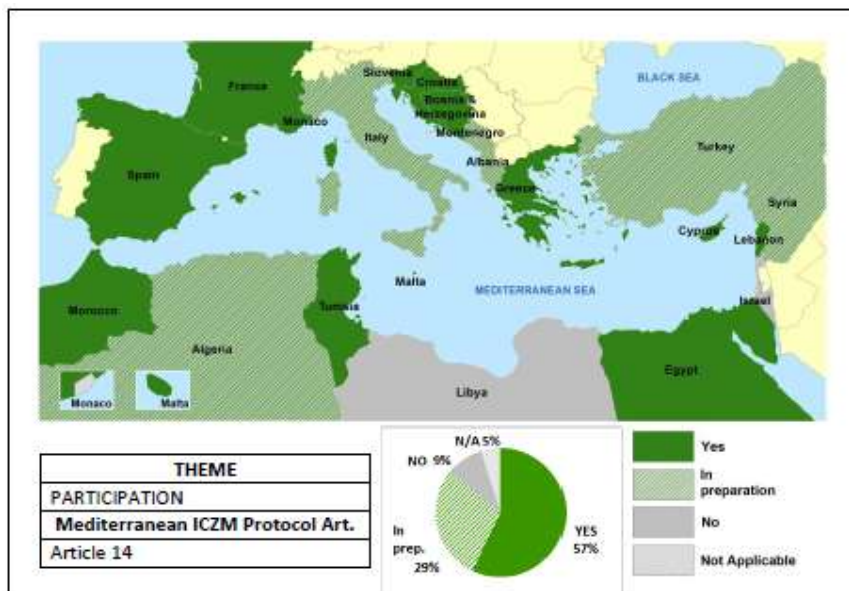 BLACK SEA
France
Slovenia
Croatia
Bosnia &
Herzegovina
Monaco
Italy
Montenegro
Albania
Spain
Greece
Turkey
Syria
Cyprus
Lebanon
Malta
MEDITERRANEAN SEA
Israel
Morocco
Tunisia
Algeria
Libya
Egypt
Monaco
Malta
THEME
PARTICIPATION
Mediterranean ICZM Protocol Art.
Article 14
N/A 5%
NO 9%
In
prep.
29%
YES
57%
Yes
In
preparation
No
Not Applicable